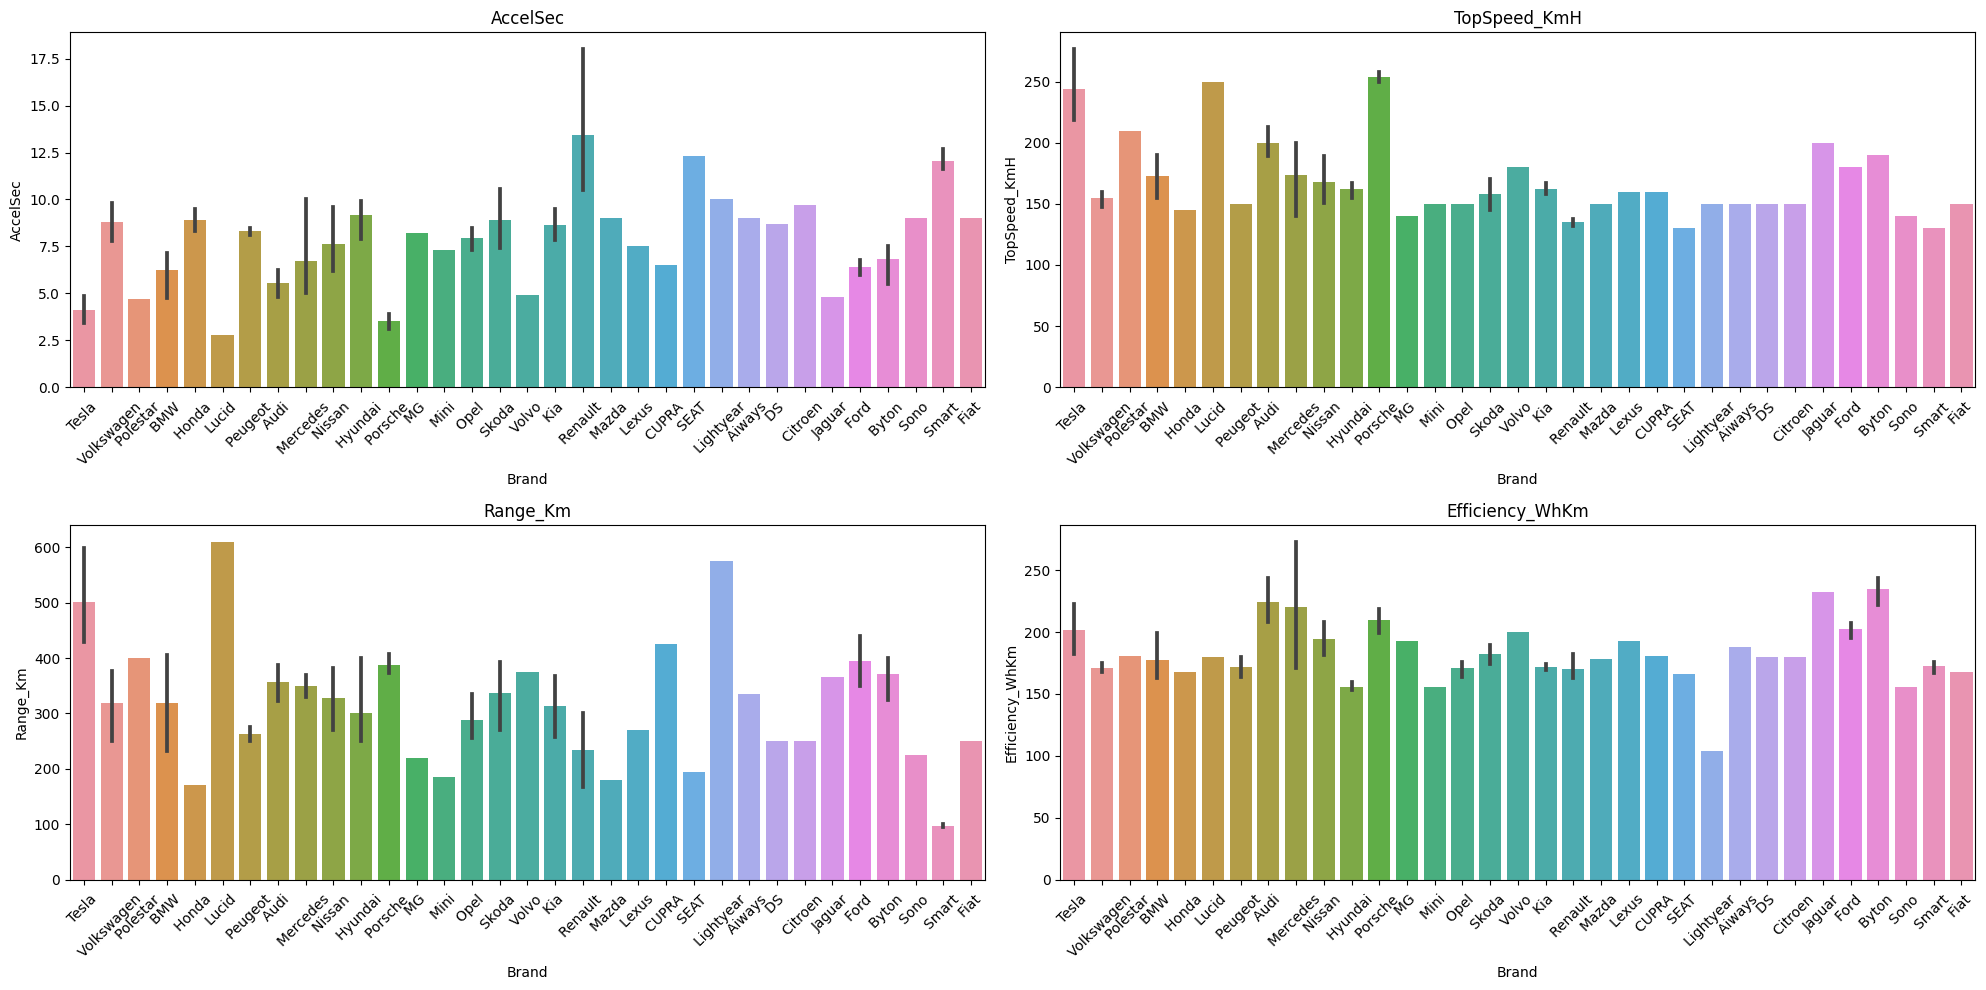 AccelSec
AccelSec
17.5
15.0
12.5
10.0
7.5
5.0
2.5
0.0
Tesla
Volkswagen
Polestar
BMW
Honda
Lucid
Peugeot
Audi
Mercedes
Nissan
Hyundai
Porsche
MG
Mini
Opel
Skoda
Volvo
Kia
Renault
Mazda
Lexus
CUPRA
SEAT
Lightyear
Aiways
DS
Citroen
Jaguar
Ford
Byton
Sono
Smart
Fiat
Brand
TopSpeed_KmH
TopSpeed_KmH
250
200
150
100
50
0
Tesla
Volkswagen
Polestar
BMW
Honda
Lucid
Peugeot
Audi
Mercedes
Nissan
Hyundai
Porsche
MG
Mini
Opel
Skoda
Volvo
Kia
Renault
Mazda
Lexus
CUPRA
SEAT
Lightyear
Aiways
DS
Citroen
Jaguar
Ford
Byton
Sono
Smart
Fiat
Brand
Range_Km
Range_Km
600
500
400
300
200
100
0
Tesla
Volkswagen
Polestar
BMW
Honda
Lucid
Peugeot
Audi
Mercedes
Nissan
Hyundai
Porsche
MG
Mini
Opel
Skoda
Volvo
Kia
Renault
Mazda
Lexus
CUPRA
SEAT
Lightyear
Aiways
DS
Citroen
Jaguar
Ford
Byton
Sono
Smart
Fiat
Brand
Efficiency_WhKm
Efficiency_WhKm
250
200
150
100
50
0
Tesla
Volkswagen
Polestar
BMW
Honda
Lucid
Peugeot
Audi
Mercedes
Nissan
Hyundai
Porsche
MG
Mini
Opel
Skoda
Volvo
Kia
Renault
Mazda
Lexus
CUPRA
SEAT
Lightyear
Aiways
DS
Citroen
Jaguar
Ford
Byton
Sono
Smart
Fiat
Brand